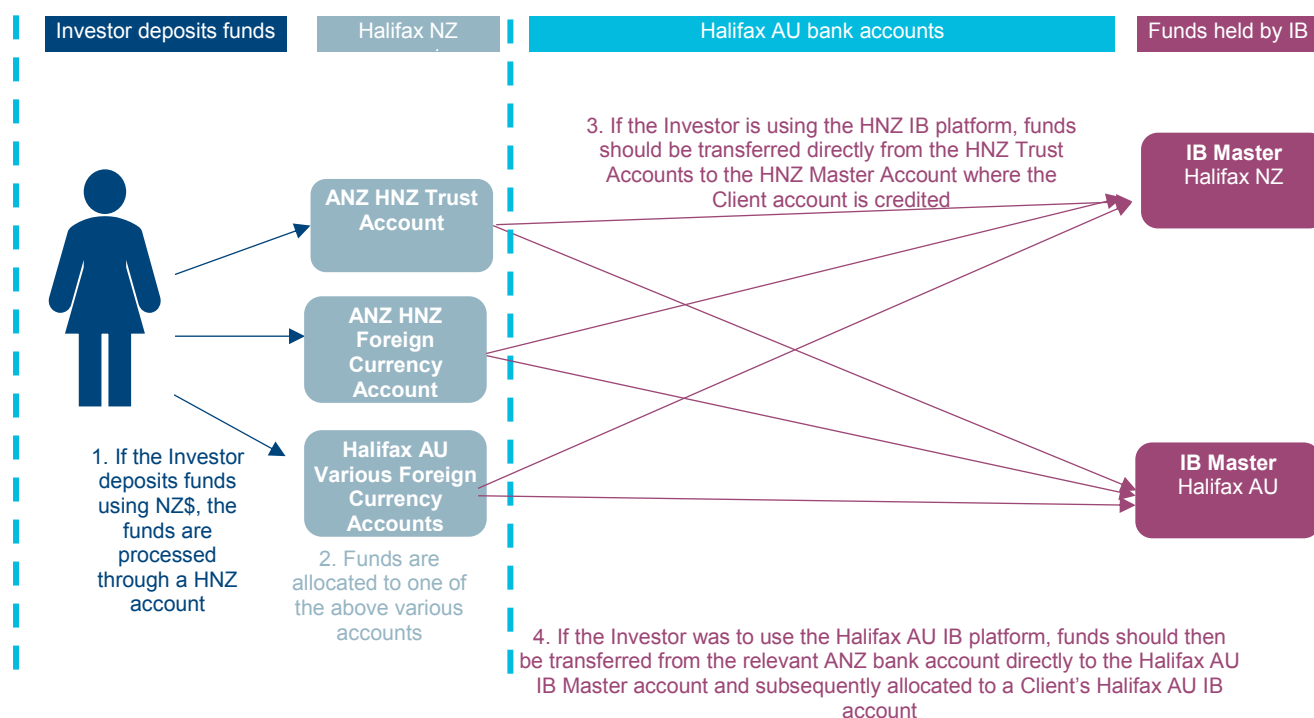 Investor deposits funds
Halifax NZ
Halifax AU bank accounts
Funds held by IB
3. If the Investor is using the HNZ IB platform, funds
should be transferred directly from the HNZ Trust
Accounts to the HNZ Master Account where the
Client account is credited
IB Master
Halifax NZ
ANZ HNZ Trust
Account
ANZ HNZ
Foreign
Currency
Account
Halifax AU
Various Foreign
Currency
Accounts
IB Master
Halifax AU
1. If the Investor
deposits funds
using NZ$, the
funds are
processed
through a HNZ
account
2. Funds are
allocated to one of
the above various
accounts
4. If the Investor was to use the Halifax AU IB platform, funds should then
be transferred from the relevant ANZ bank account directly to the Halifax AU
IB Master account and subsequently allocated to a Client’s Halifax AU IB
account